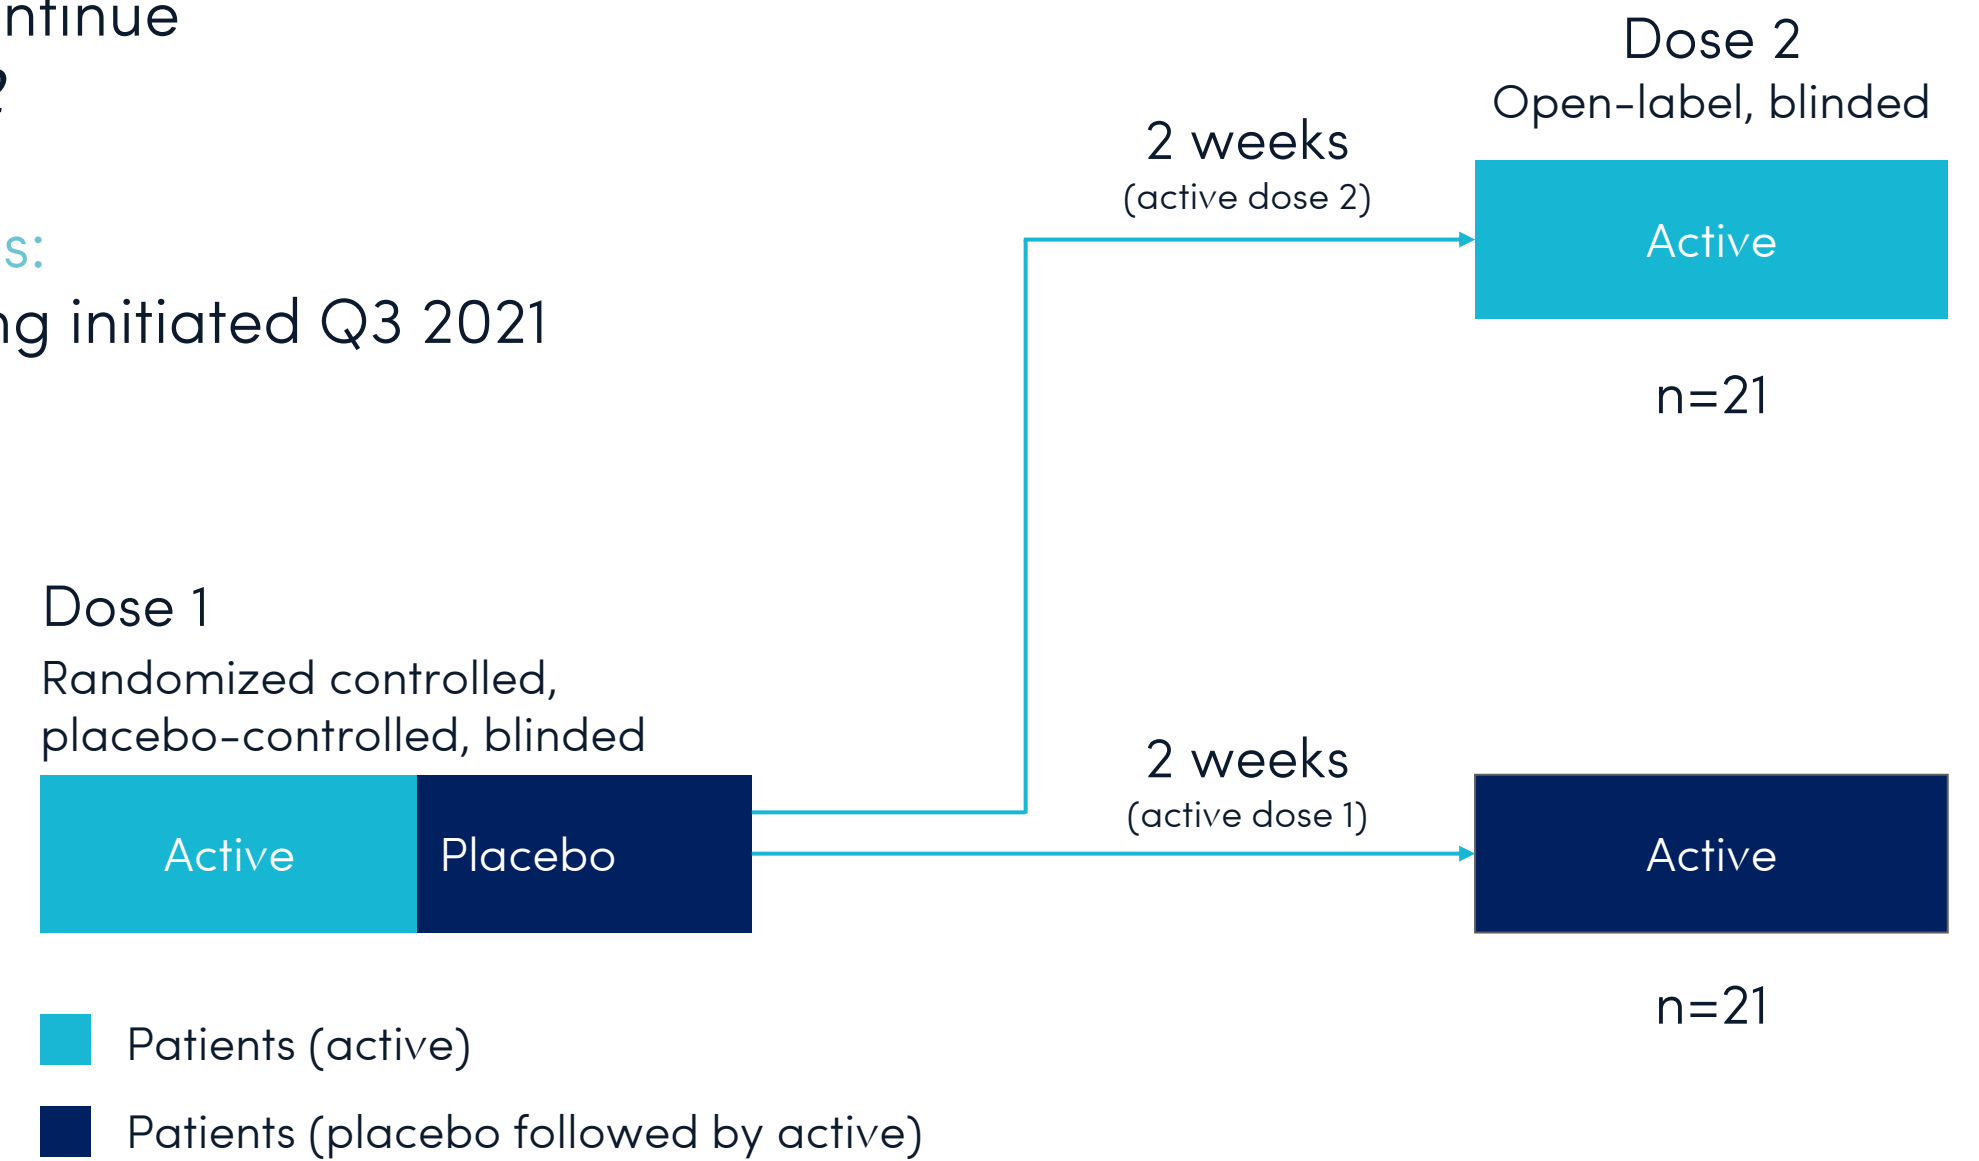 ntinue
2
s:
ng initiated Q3 2021
Dose 2
Open-label, blinded
2 weeks
(active dose 2)
Active
n=21
Dose 1
Randomized controlled,
placebo-controlled, blinded
Active
Placebo
2 weeks
(active dose 1)
Active
n=21
Patients (active)
Patients (placebo followed by active)